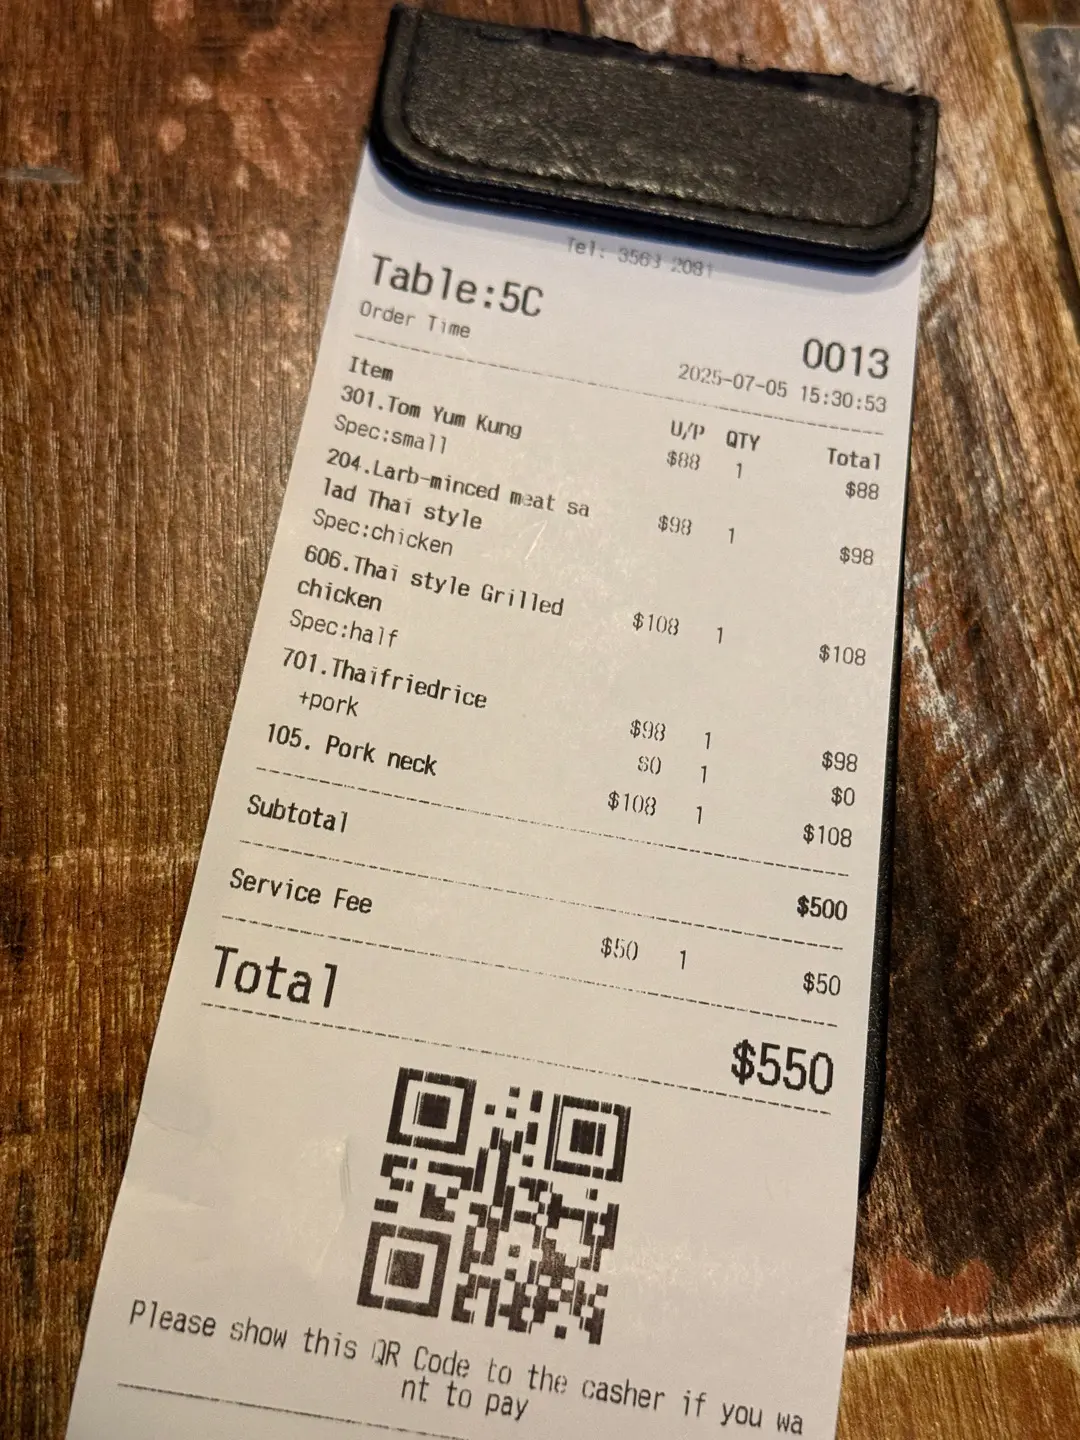 Tel: 3563 2081
Table:5C
0013
Order Time
2025-07-05 15:30:53
Item U/P QTY Total
301.Tom Yum Kung $88 1 $88
Spec:small
204.Larb-minced meat sa $98 1 $98
lad Thai style
Spec:chicken
606.Thai style Grilled $108 1 $108
chicken
Spec:half
701.Thaifriedrice $98 1 $98
+pork $0 1 $0
105. Pork neck $108 1 $108
Subtotal $500
Service Fee $50 1 $50
Total $550
Please show this QR Code to the casher if you wa
nt to pay